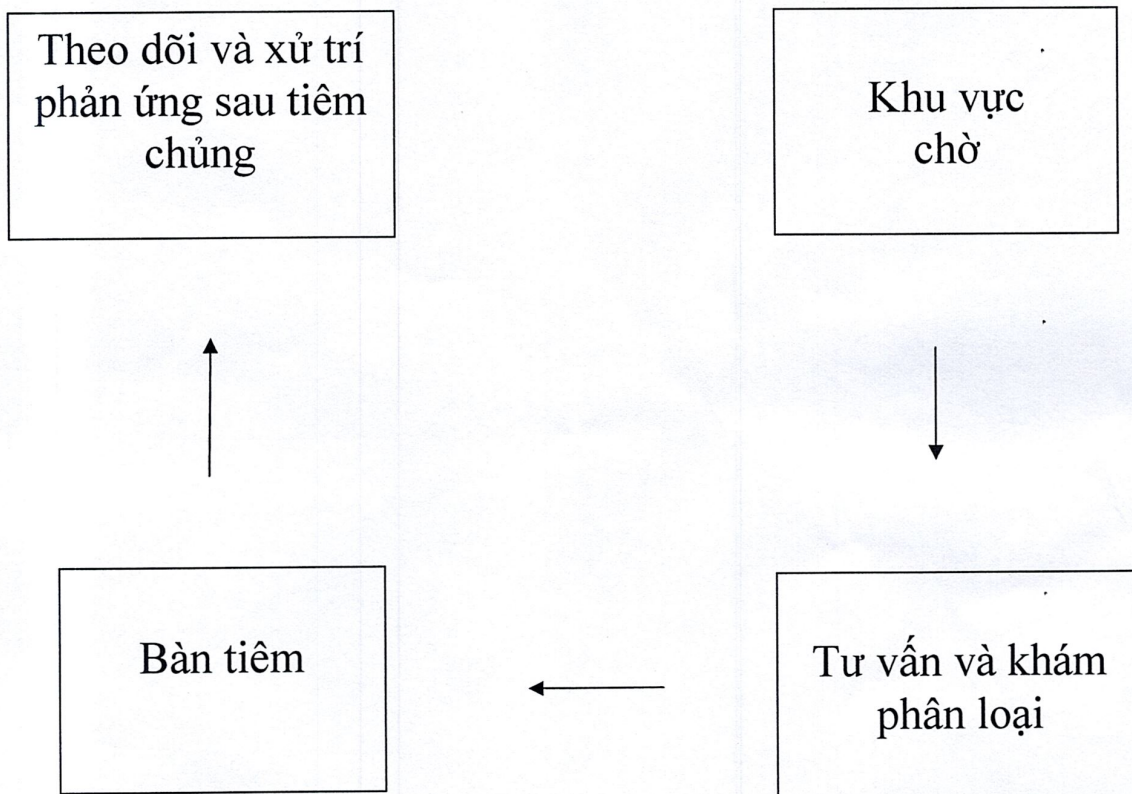 Theo dõi và xử trí
phản ứng sau tiêm
chủng
Khu vực
chờ
Bàn tiêm
Tư vấn và khám
phân loại